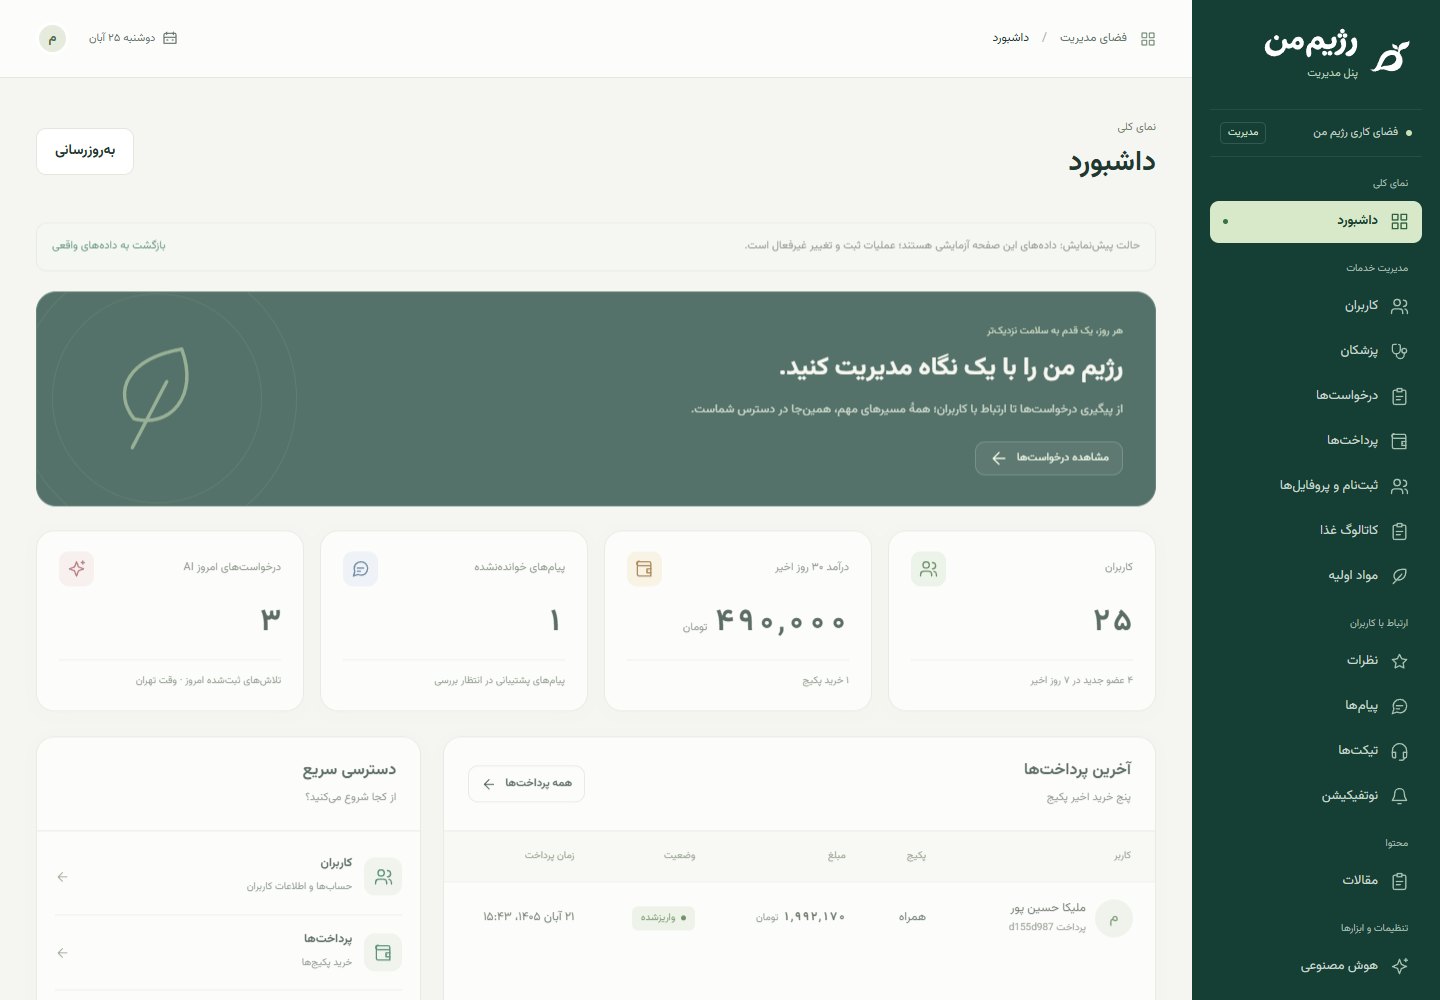 رژیم‌من
پنل مدیریت
فضای کاری رژیم من
مدیریت
نمای کلی
داشبورد
مدیریت خدمات
کاربران
پزشکان
درخواست‌ها
پرداخت‌ها
ثبت‌نام و پروفایل‌ها
کاتالوگ غذا
مواد اولیه
ارتباط با کاربران
نظرات
پیام‌ها
تیکت‌ها
نوتفیکیشن
محتوا
مقالات
تنظیمات و ابزارها
هوش مصنوعی
فضای مدیریت / داشبورد
دوشنبه ۲۵ آبان
م
نمای کلی
داشبورد
به‌روزرسانی
حالت پیش‌نمایش: داده‌های این صفحه آزمایشی هستند؛ عملیات ثبت و تغییر غیرفعال است.
بازگشت به داده‌های واقعی
هر روز، یک قدم به سلامت نزدیک‌تر
رژیم من را با یک نگاه مدیریت کنید.
از پیگیری درخواست‌ها تا ارتباط با کاربران؛ همهٔ مسیرهای مهم، همین‌جا در دسترس شماست.
مشاهده درخواست‌ها
کاربران
۲۵
۴ عضو جدید در ۷ روز اخیر
درآمد ۳۰ روز اخیر
۴۹۰,۰۰۰ تومان
۱ خرید پکیج
پیام‌های خوانده‌نشده
۱
پیام‌های پشتیبانی در انتظار بررسی
درخواست‌های امروز AI
۳
تلاش‌های ثبت‌شده امروز · وقت تهران
آخرین پرداخت‌ها
پنج خرید اخیر پکیج
همه پرداخت‌ها
کاربر
پکیج
مبلغ
وضعیت
زمان پرداخت
م
ملیکا حسین پور
پرداخت d155d987
همراه
۱,۹۹۲,۱۷۰ تومان
واریزشده
۲۱ آبان ۱۴۰۵، ۱۵:۴۳
دسترسی سریع
از کجا شروع می‌کنید؟
کاربران
حساب‌ها و اطلاعات کاربران
پرداخت‌ها
خرید پکیج‌ها